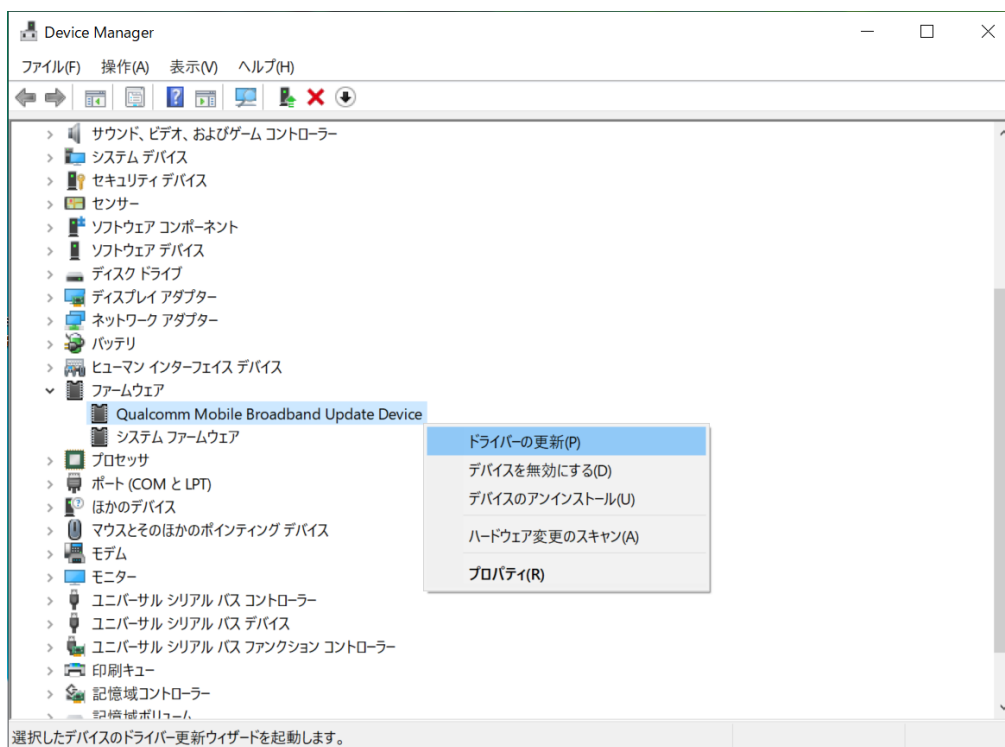 Device Manager
ファイル(F) 操作(A) 表示(V) ヘルプ(H)
サウンド、ビデオ、およびゲーム コントローラー
システム デバイス
セキュリティ デバイス
センサー
ソフトウェア コンポーネント
ソフトウェア デバイス
ディスク ドライブ
ディスプレイ アダプター
ネットワーク アダプター
バッテリ
ヒューマン インターフェイス デバイス
ファームウェア
Qualcomm Mobile Broadband Update Device
システム ファームウェア
プロセッサ
ポート (COM と LPT)
ほかのデバイス
マウスとそのほかのポインティング デバイス
モデム
モニター
ユニバーサル シリアル バス コントローラー
ユニバーサル シリアル バス デバイス
ユニバーサル シリアル バス ファンクション コントローラー
印刷キュー
記憶域コントローラー
記憶域ボリューム
ドライバーの更新(P)
デバイスを無効にする(D)
デバイスのアンインストール(U)
ハードウェア変更のスキャン(A)
プロパティ(R)
選択したデバイスのドライバー更新ウィザードを起動します。